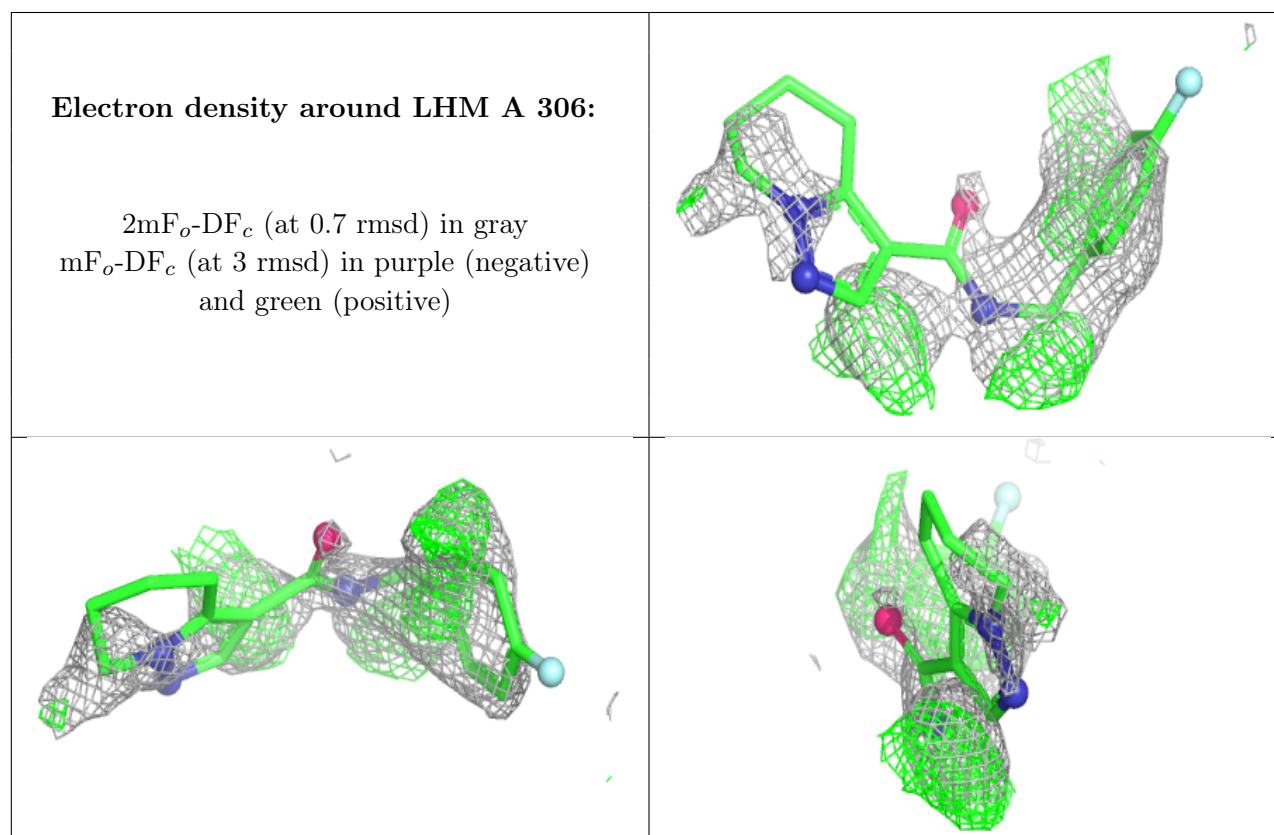 Electron density around LHM A 306:
2mFo-DFc (at 0.7 rmsd) in gray
mFo-DFc (at 3 rmsd) in purple (negative)
and green (positive)